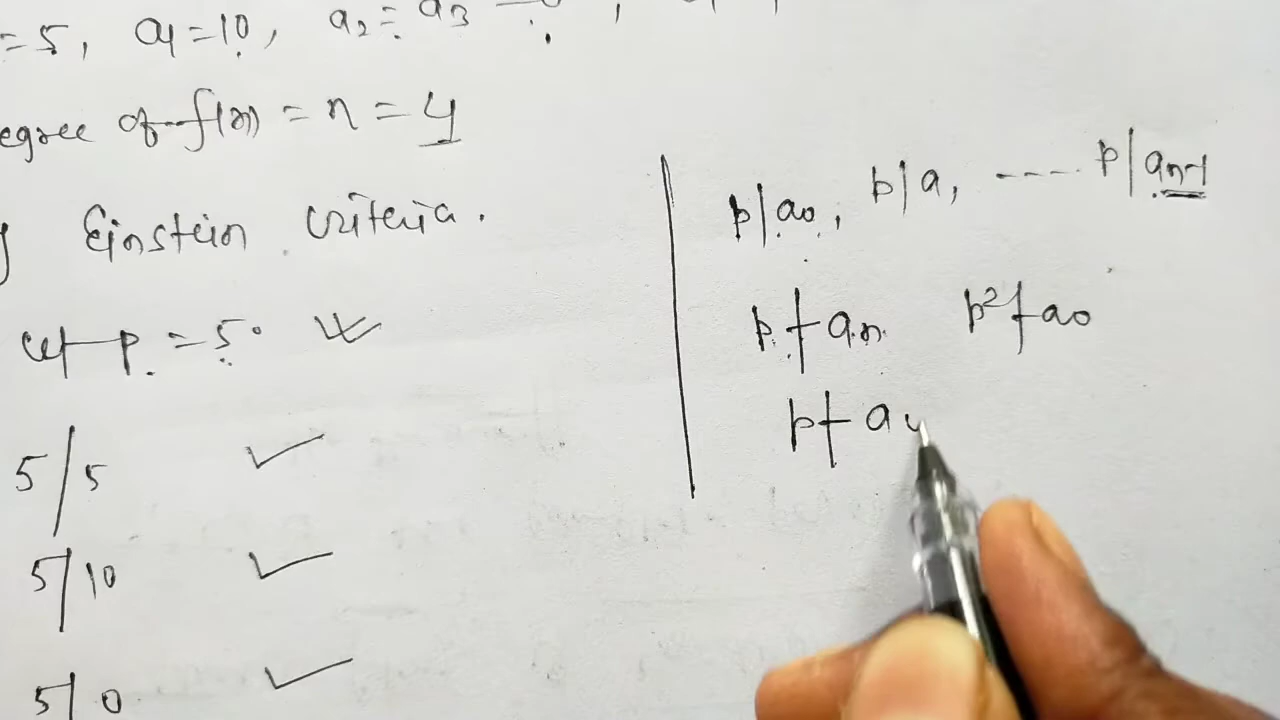 =5, a1=10, a2= a3
egree of f(x) = n = 4
Einstein criteria.
let p = 5
5/5 ✓
5/10 ✓
5/0 ✓
p|a0, p|a, ---- p|an-1
p∤an p²∤a0
p∤a4